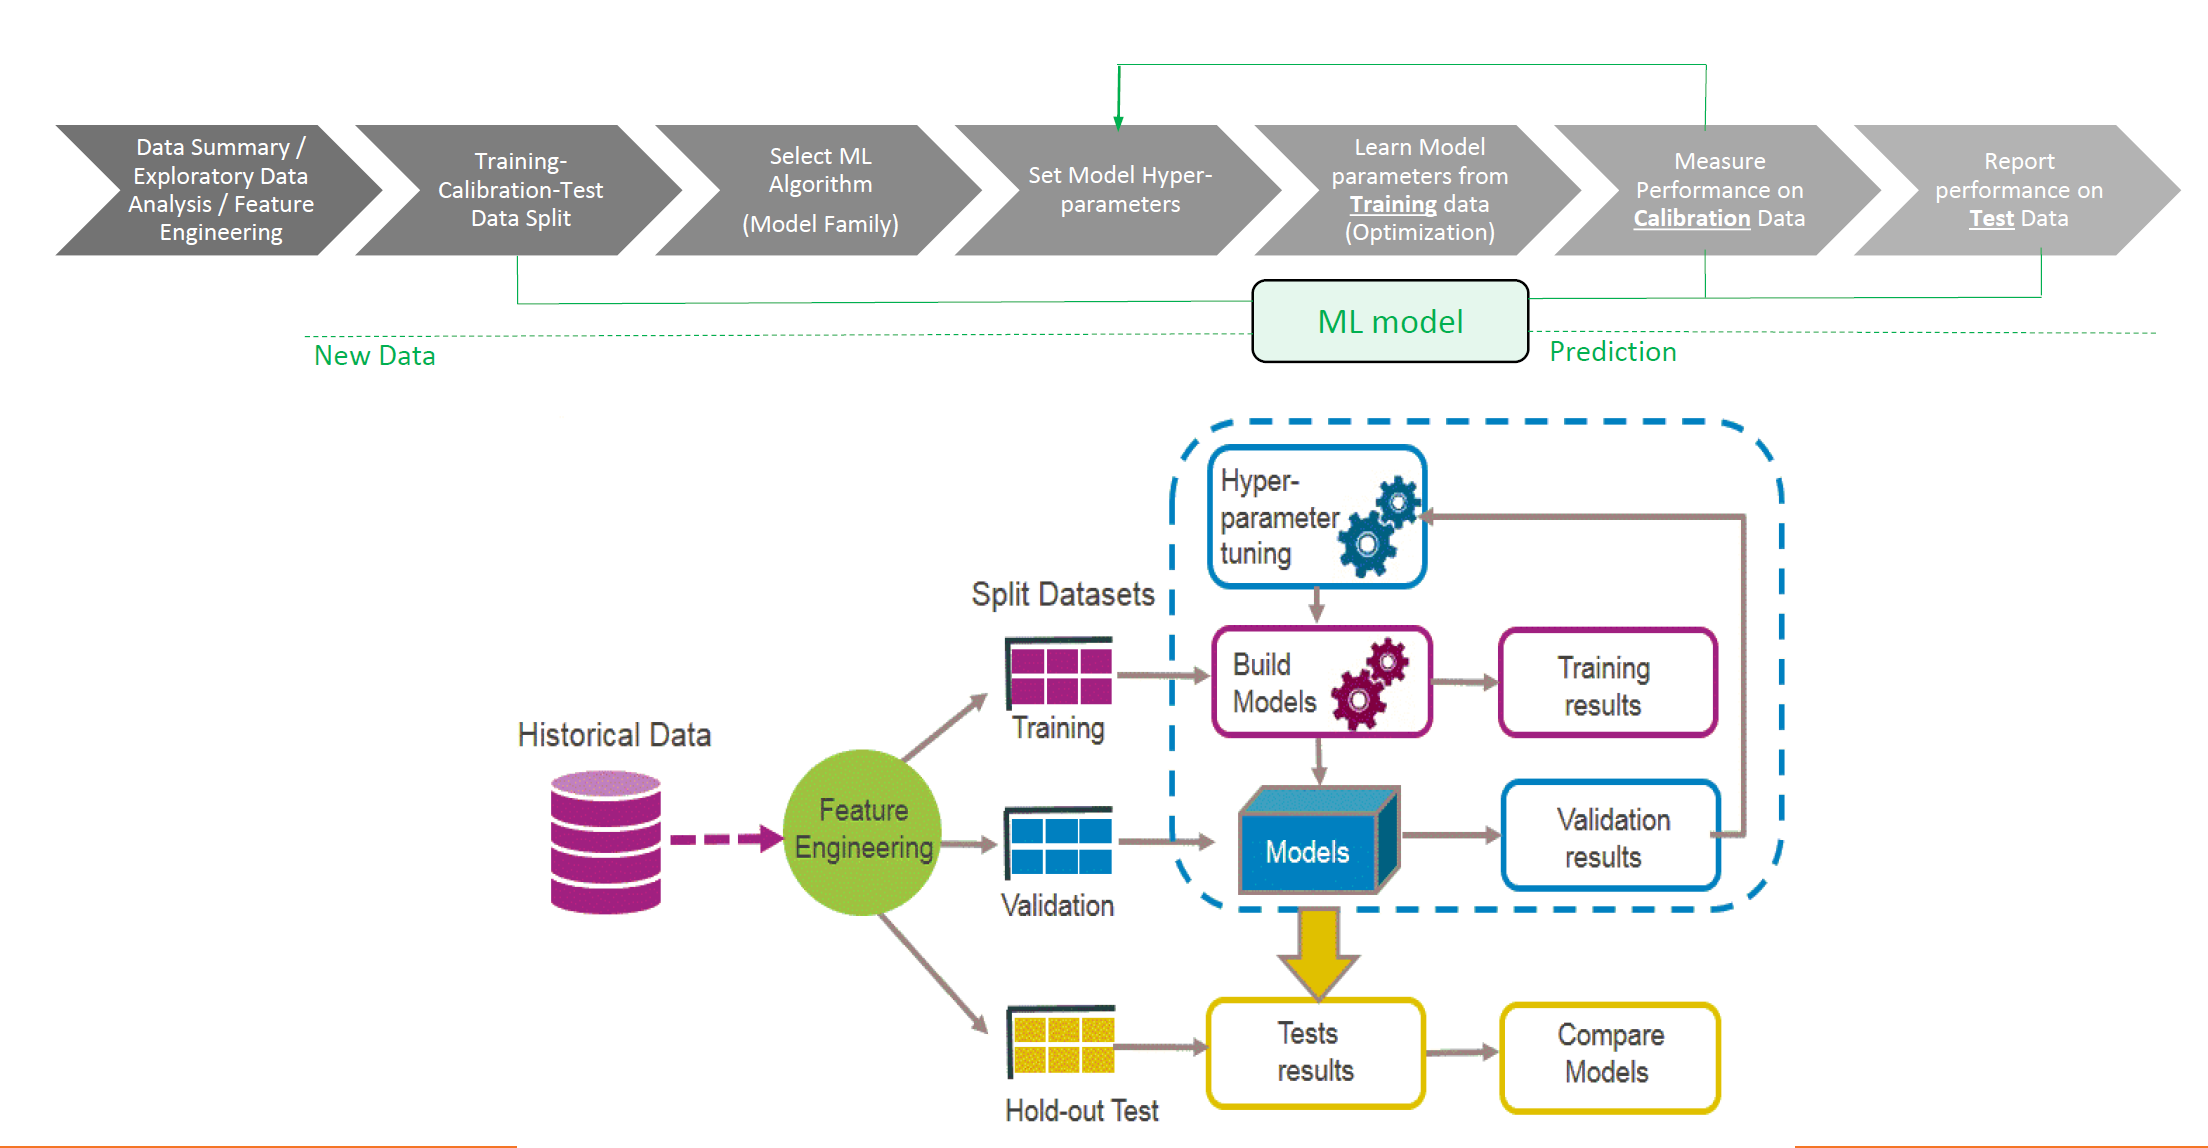 Data Summary /
Exploratory Data
Analysis / Feature
Engineering
Training-
Calibration-Test
Data Split
Select ML
Algorithm
(Model Family)
Set Model Hyper-
parameters
Learn Model
parameters from
Training data
(Optimization)
Measure
Performance on
Calibration Data
Report
performance on
Test Data
ML model
New Data
Prediction
Hyper-
parameter
tuning
Split Datasets
Build
Models
Training
results
Training
Historical Data
Feature
Engineering
Validation
results
Models
Validation
Tests
results
Compare
Models
Hold-out Test